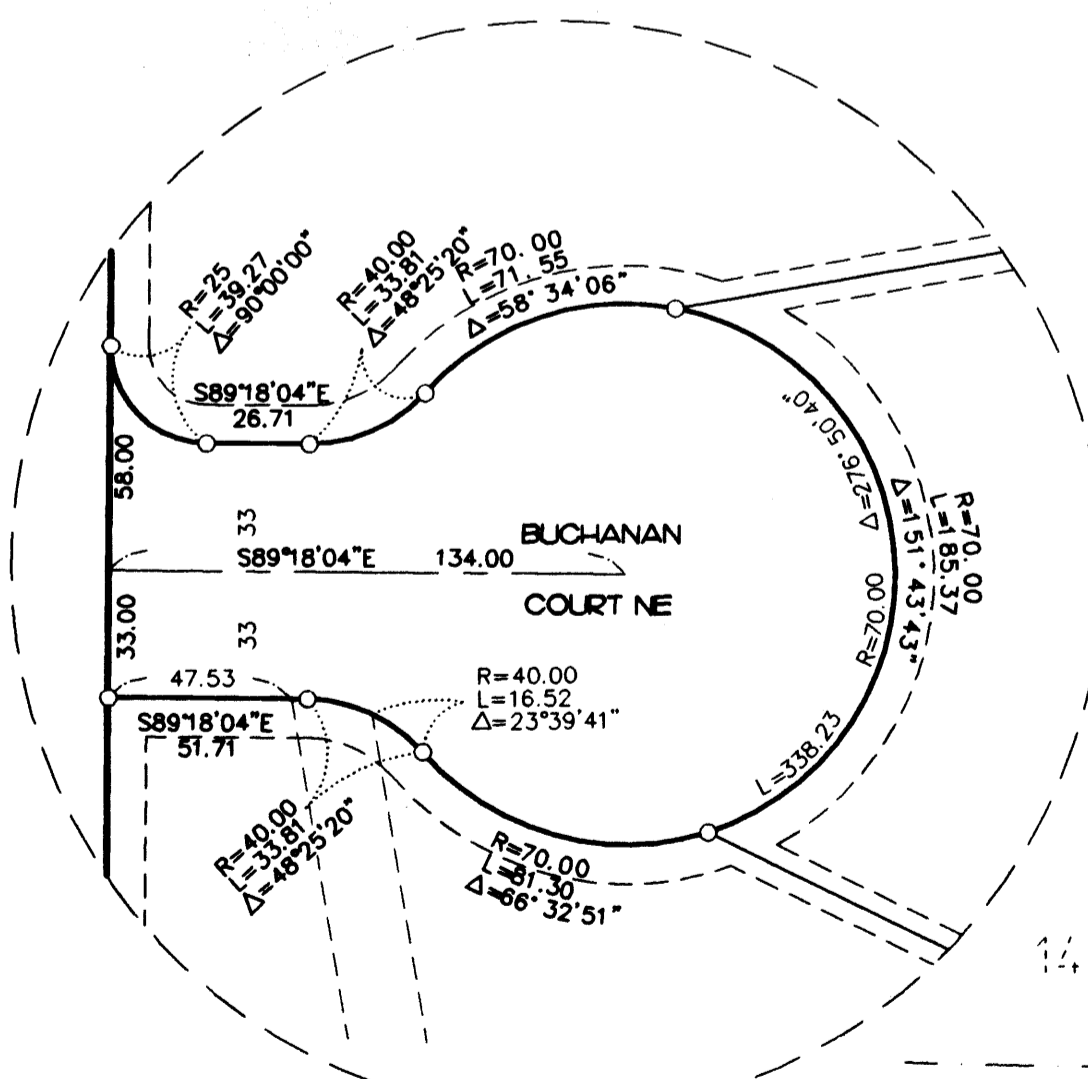 R=25
L=39.27
Δ=90°00'00"
R=40.00
L=33.81
Δ=48°25'20"
R=70.00
L=71.55
Δ=58°34'06"
S89°18'04"E
26.71
58.00
33
Δ=276°50'40"
R=70.00
L=185.37
Δ=151°43'43"
BUCHANAN
S89°18'04"E 134.00
COURT NE
33.00
33
R=70.00
47.53
R=40.00
L=16.52
Δ=23°39'41"
S89°18'04"E
51.71
L=338.23
R=40.00
L=33.81
Δ=48°25'20"
R=70.00
L=81.30
Δ=66°32'51"
14